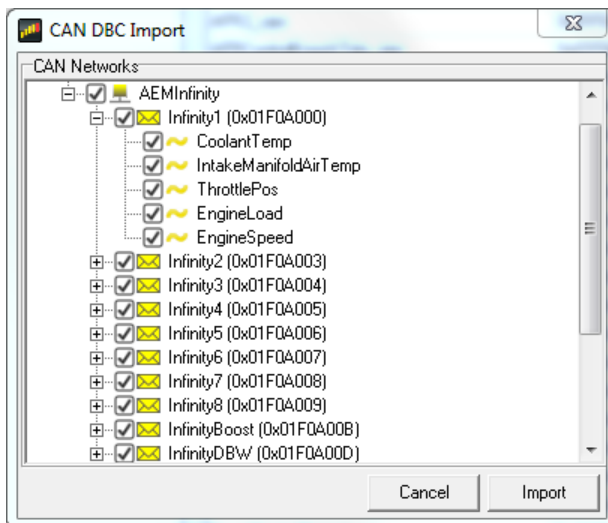 CAN DBC Import
CAN Networks
AEMInfinity
Infinity1 (0x01F0A000)
CoolantTemp
IntakeManifoldAirTemp
ThrottlePos
EngineLoad
EngineSpeed
Infinity2 (0x01F0A003)
Infinity3 (0x01F0A004)
Infinity4 (0x01F0A005)
Infinity5 (0x01F0A006)
Infinity6 (0x01F0A007)
Infinity7 (0x01F0A008)
Infinity8 (0x01F0A009)
InfinityBoost (0x01F0A00B)
InfinityDBW (0x01F0A00D)
Cancel Import